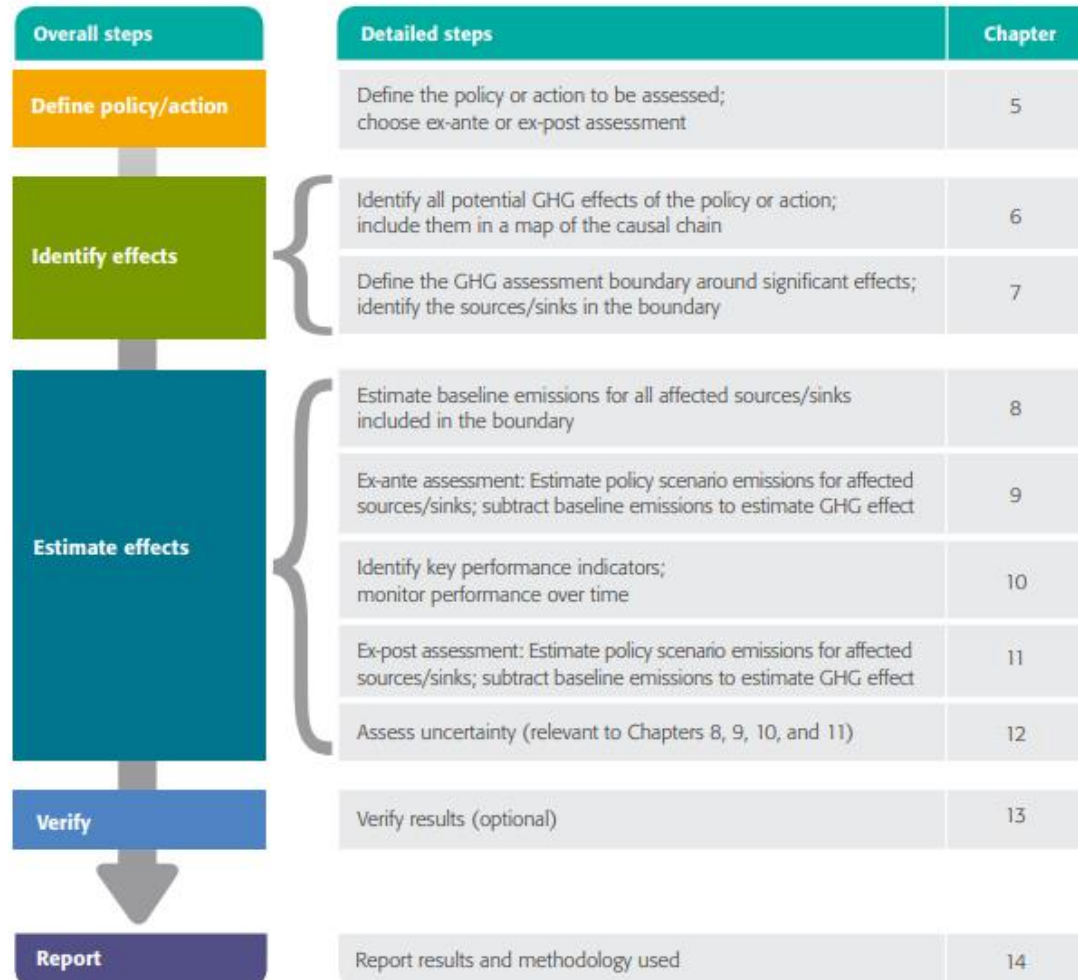 Overall steps
Detailed steps
Chapter
Define policy/action
Define the policy or action to be assessed;
choose ex-ante or ex-post assessment
5
Identify effects
Identify all potential GHG effects of the policy or action;
include them in a map of the causal chain
6
Define the GHG assessment boundary around significant effects;
identify the sources/sinks in the boundary
7
Estimate effects
Estimate baseline emissions for all affected sources/sinks
included in the boundary
8
Ex-ante assessment: Estimate policy scenario emissions for affected
sources/sinks; subtract baseline emissions to estimate GHG effect
9
Identify key performance indicators;
monitor performance over time
10
Ex-post assessment: Estimate policy scenario emissions for affected
sources/sinks; subtract baseline emissions to estimate GHG effect
11
Assess uncertainty (relevant to Chapters 8, 9, 10, and 11)
12
Verify
Verify results (optional)
13
Report
Report results and methodology used
14